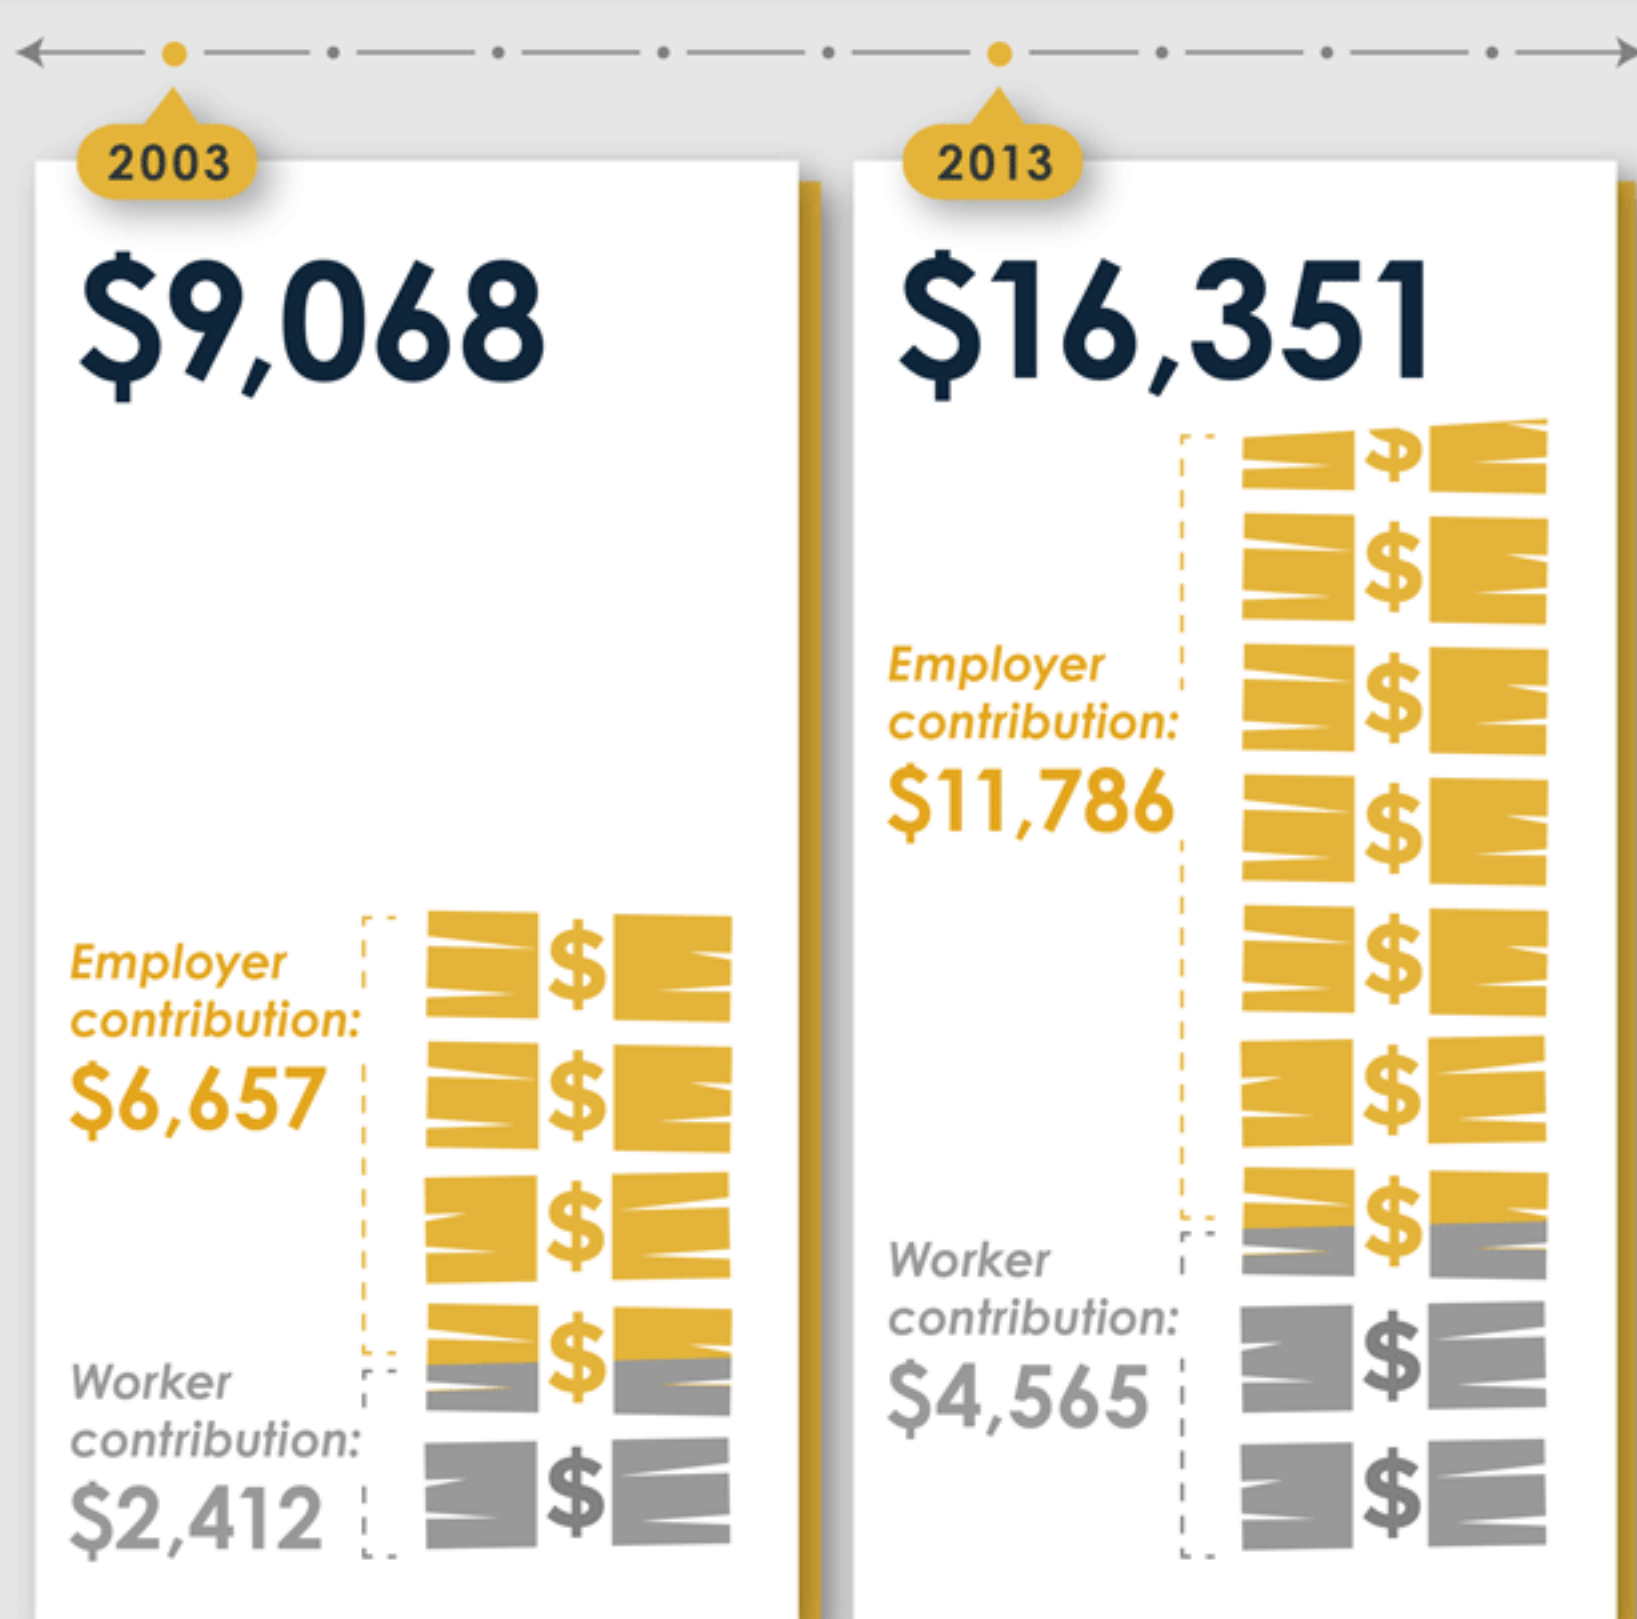 2003
$9,068
Employer
contribution:
$6,657
Worker
contribution:
$2,412
2013
$16,351
Employer
contribution:
$11,786
Worker
contribution:
$4,565
$
$
$
$
$
$
$
$
$
$
$
$
$
$